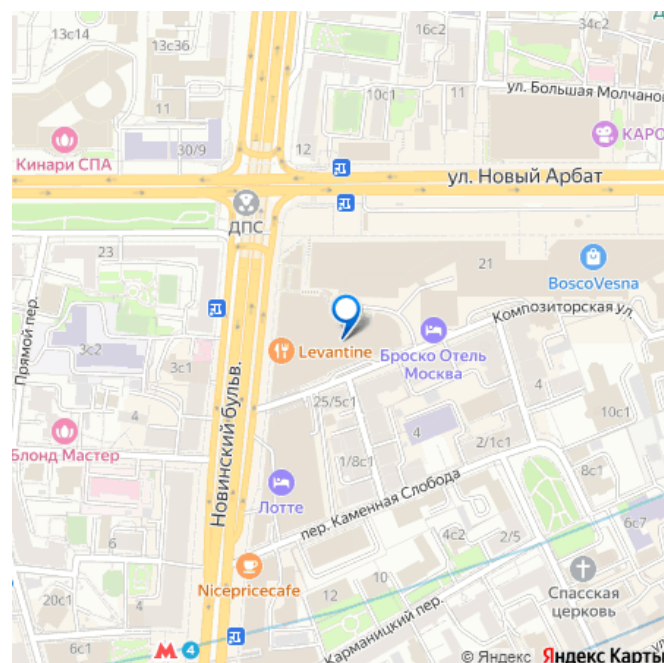 13с14
13с36
16с2
34с2
11
10с1
11
ул. Большая Молчанов
КАРО
Кинари СПА
30/9
12
ул. Новый Арбат
ДПС
23
21
BoscoVesna
Прямой пер.
3с2
Композиторская ул.
Levantine
Броско Отель
Москва
3с1
4
4
25/5с1
10с1
Блонд Мастер
Новинский бульв.
4
2/1с1
1/8с1
8с1
Лотте
пер. Каменная Слобода
6
4с2
2/5
6с7
Nicepricecafe
20с1
12
10
Спасская
церковь
Карманицкий пер.
6с1
4
© Яндекс Яндекс Карты